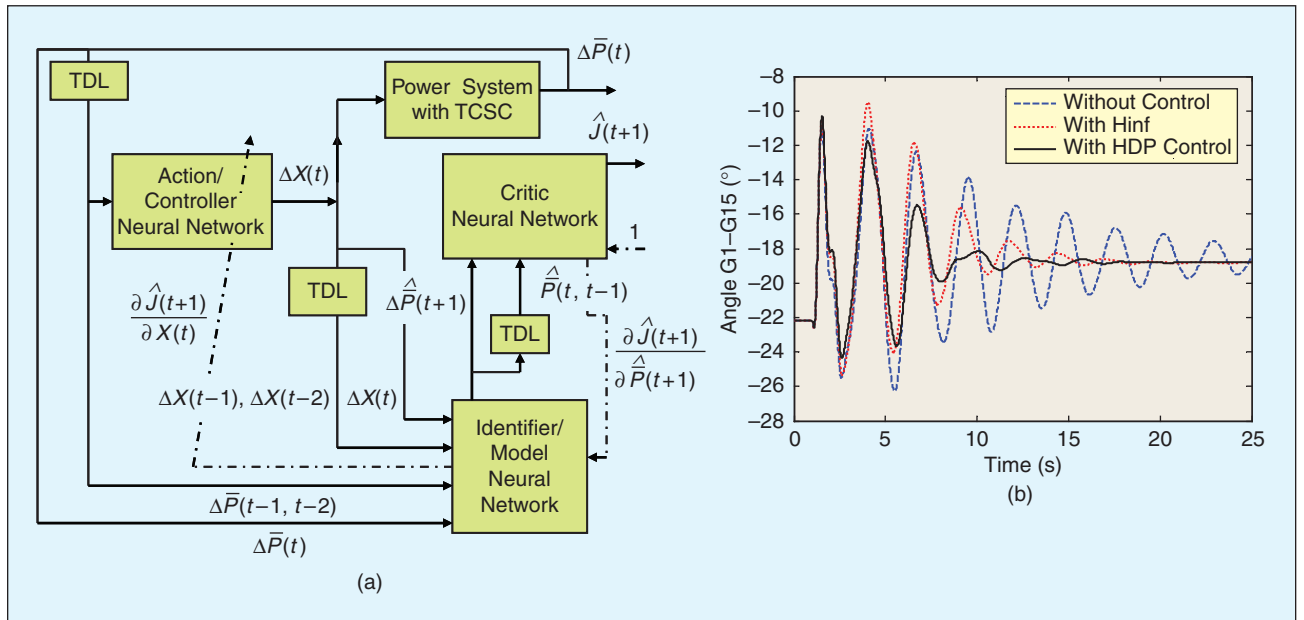 ΔP̅(t)
TDL
Power System
with TCSC
Ĵ(t+1)
Action/
Controller
Neural Network
ΔX(t)
Critic
Neural Network
1
TDL
ΔP̅̂(t+1)
P̅̂(t, t−1)
TDL
∂Ĵ(t+1)
∂X(t)
∂Ĵ(t+1)
∂P̅̂(t+1)
ΔX(t−1), ΔX(t−2)
ΔX(t)
Identifier/
Model
Neural
Network
ΔP̅(t−1, t−2)
ΔP̅(t)
(a)
Without Control
With Hinf
With HDP Control
Angle G1–G15 (°)
−8
−10
−12
−14
−16
−18
−20
−22
−24
−26
−28
0 5 10 15 20 25
Time (s)
(b)